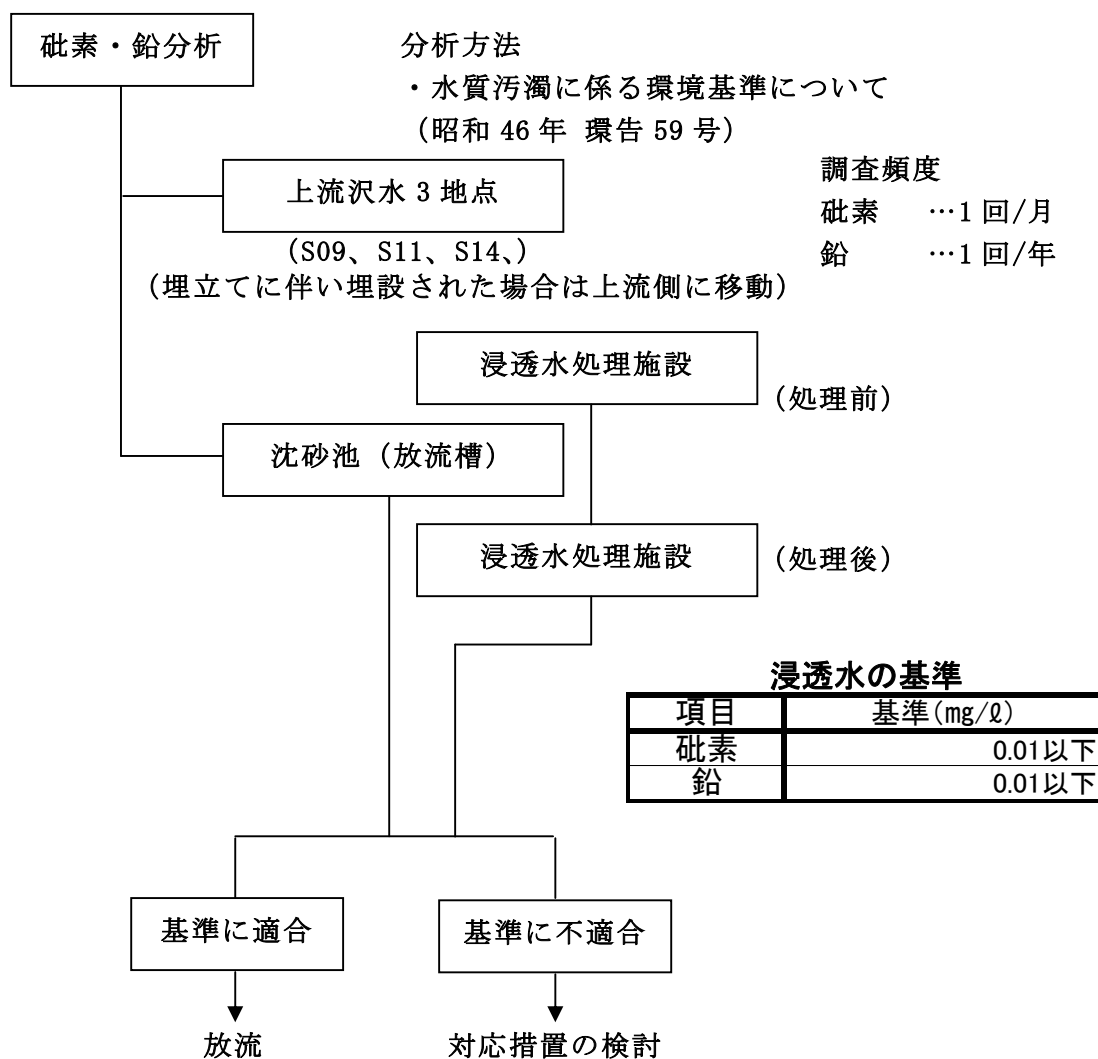 砒素・鉛分析
分析方法
・水質汚濁に係る環境基準について
（昭和 46 年 環告 59 号）
上流沢水 3 地点
調査頻度
砒素 …1 回/月
鉛 …1 回/年
（S09、S11、S14、）
（埋立てに伴い埋設された場合は上流側に移動）
浸透水処理施設
（処理前）
沈砂池（放流槽）
浸透水処理施設
（処理後）
浸透水の基準
項目 基準(mg/ℓ)
砒素 0.01以下
鉛 0.01以下
基準に適合
基準に不適合
放流
対応措置の検討